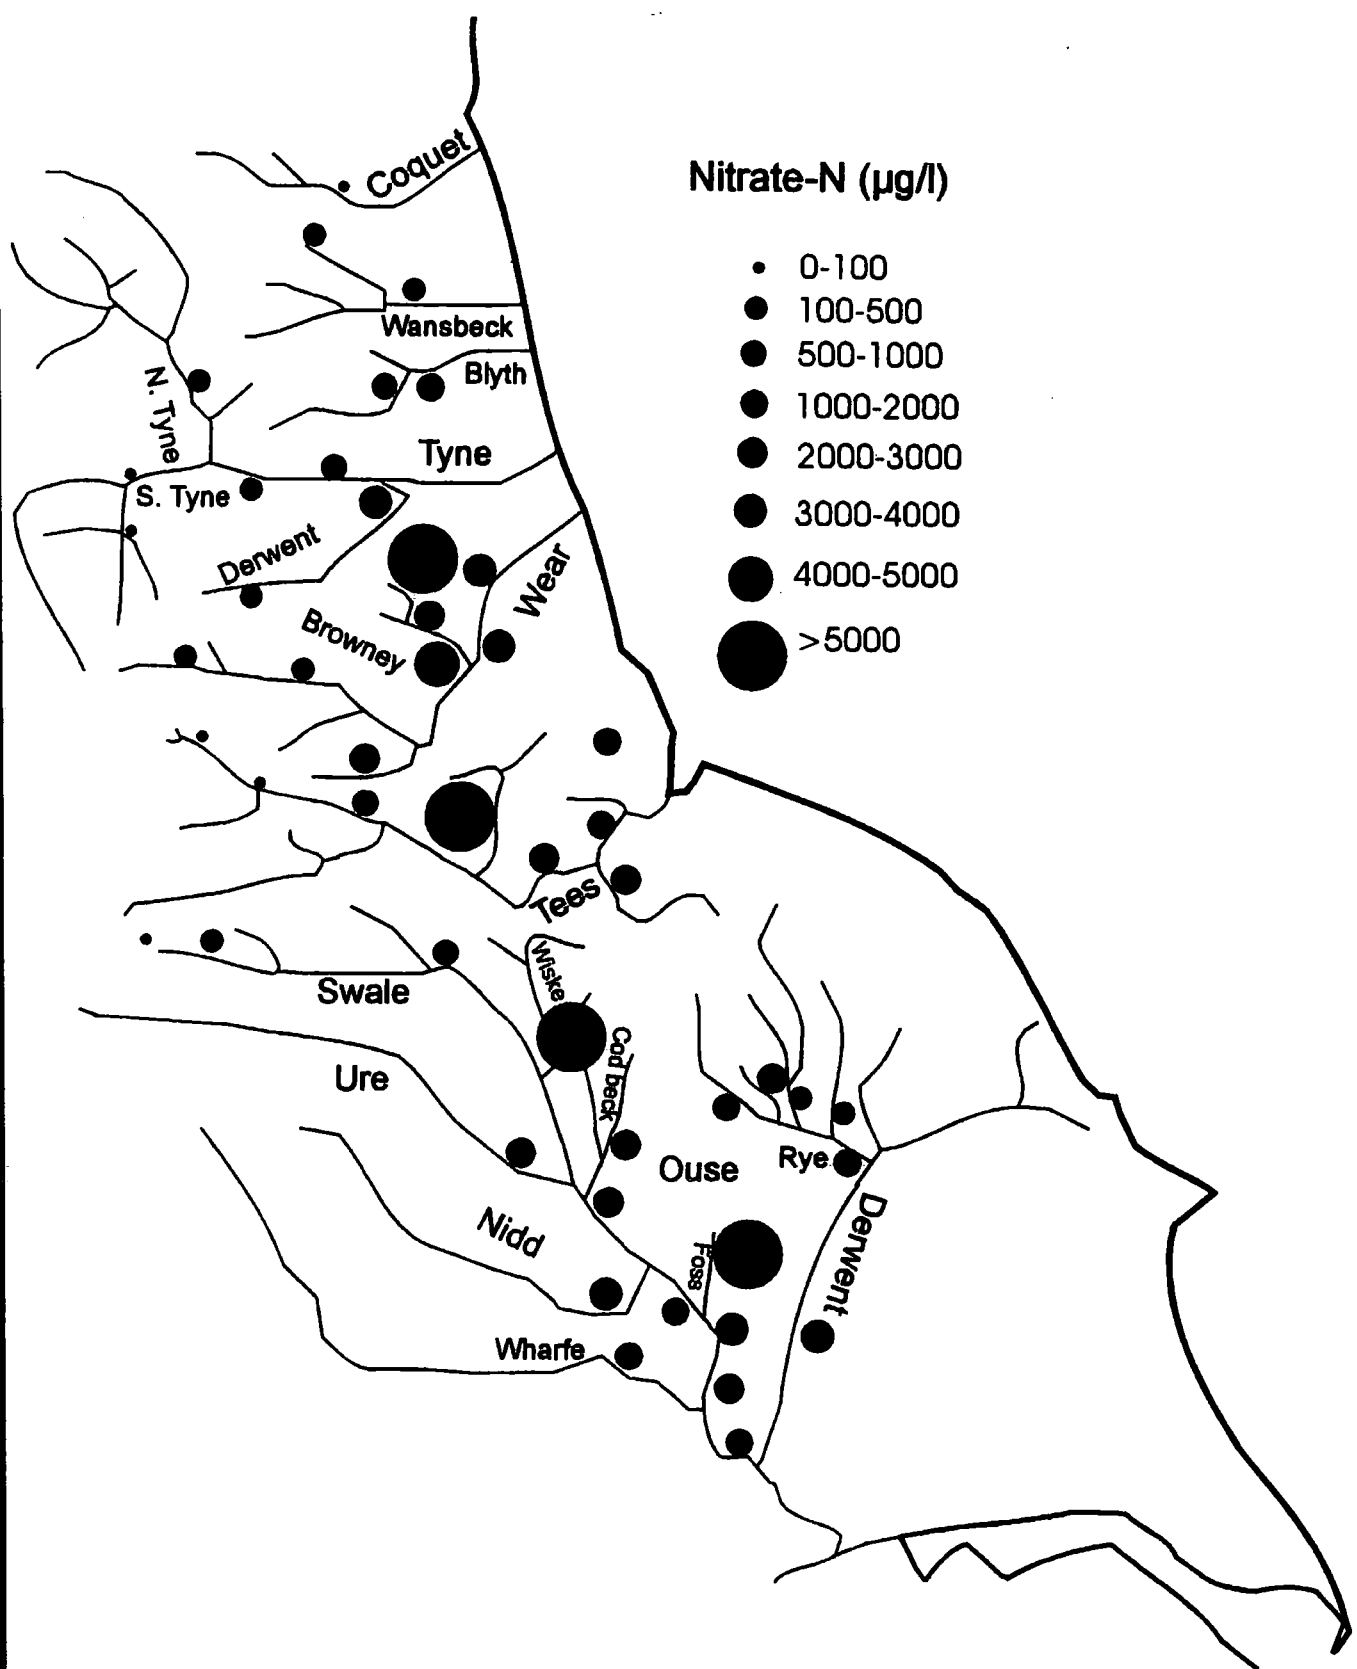 Coquet
Nitrate-N (µg/l)
0-100
100-500
500-1000
1000-2000
2000-3000
3000-4000
4000-5000
>5000
Wansbeck
Blyth
N. Tyne
Tyne
S. Tyne
Derwent
Wear
Browney
Tees
Wiske
Swale
Cod beck
Ure
Ouse
Rye
Nidd
Derwent
Foss
Wharfe